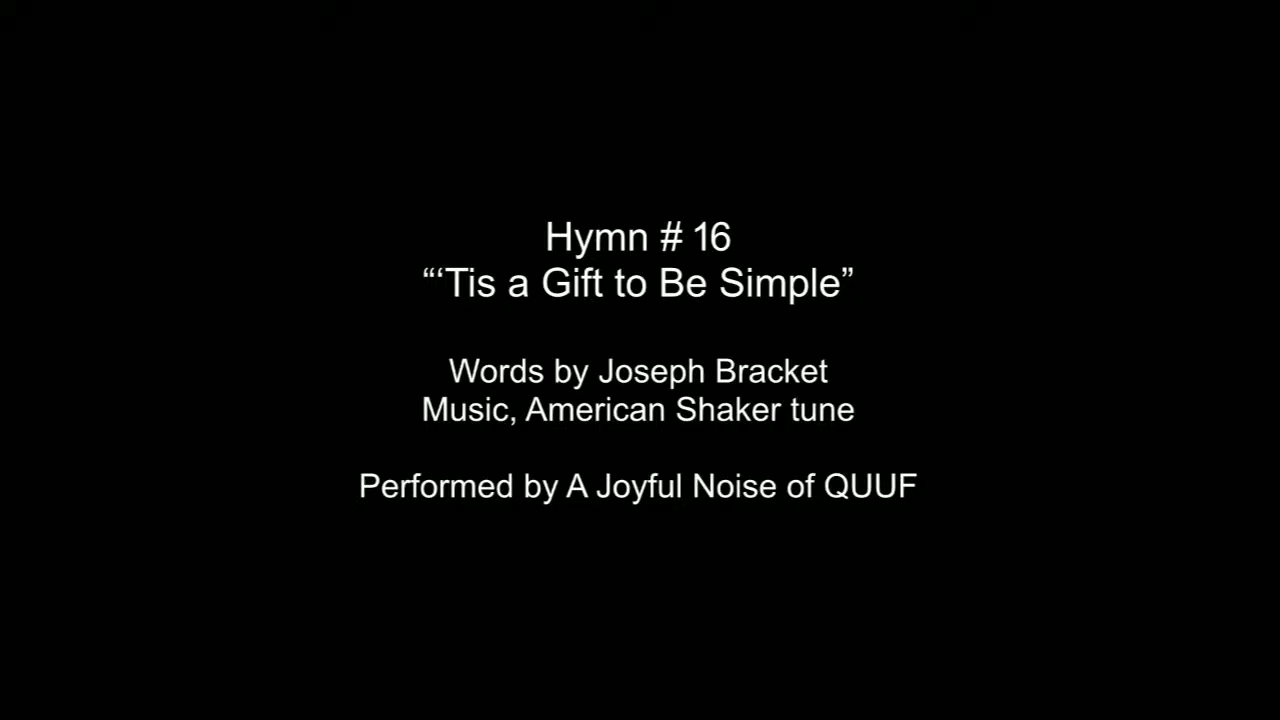 Hymn # 16
“‘Tis a Gift to Be Simple”
Words by Joseph Bracket
Music, American Shaker tune
Performed by A Joyful Noise of QUUF